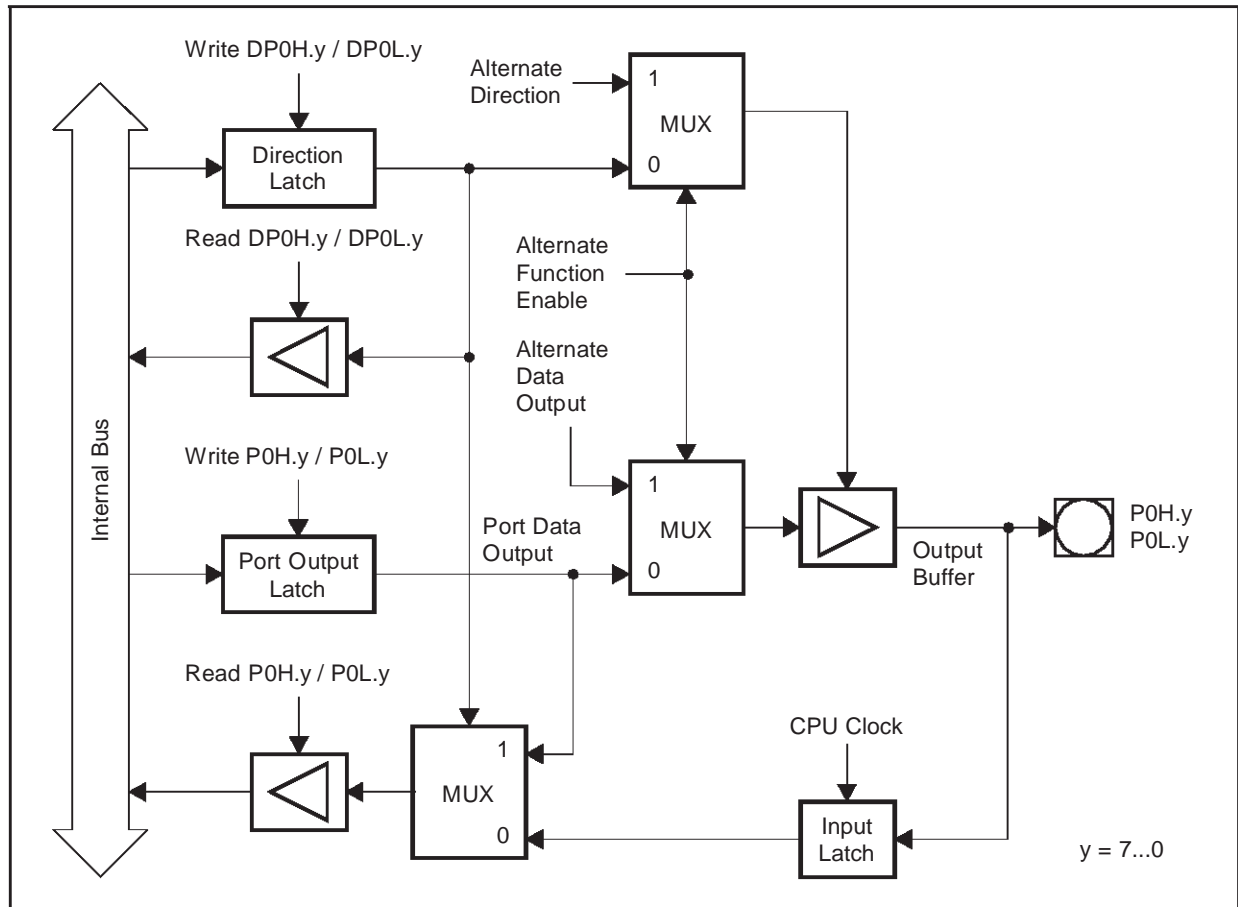 Write DP0H.y / DP0L.y
Alternate
Direction
1
MUX
0
Direction
Latch
Read DP0H.y / DP0L.y
Alternate
Function
Enable
Alternate
Data
Output
Internal Bus
Write P0H.y / P0L.y
Port Data
Output
1
MUX
0
Port Output
Latch
Output
Buffer
P0H.y
P0L.y
Read P0H.y / P0L.y
1
MUX
0
CPU Clock
Input
Latch
y = 7...0